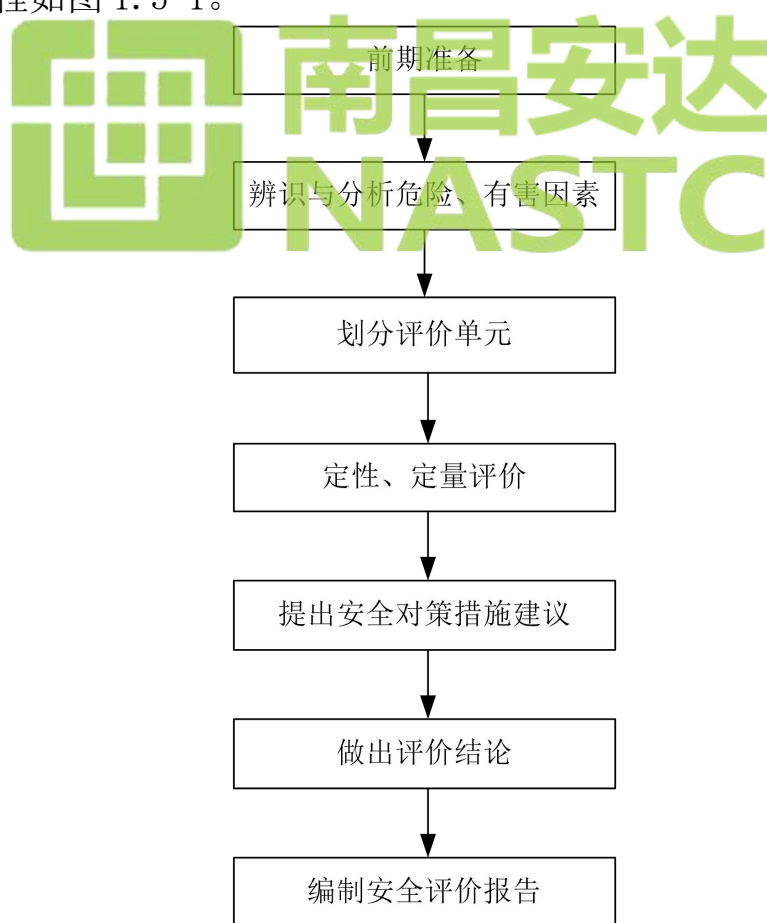 程如图 1.5-1。
前期准备
南昌安达
NASTC
辨识与分析危险、有害因素
划分评价单元
定性、定量评价
提出安全对策措施建议
做出评价结论
编制安全评价报告